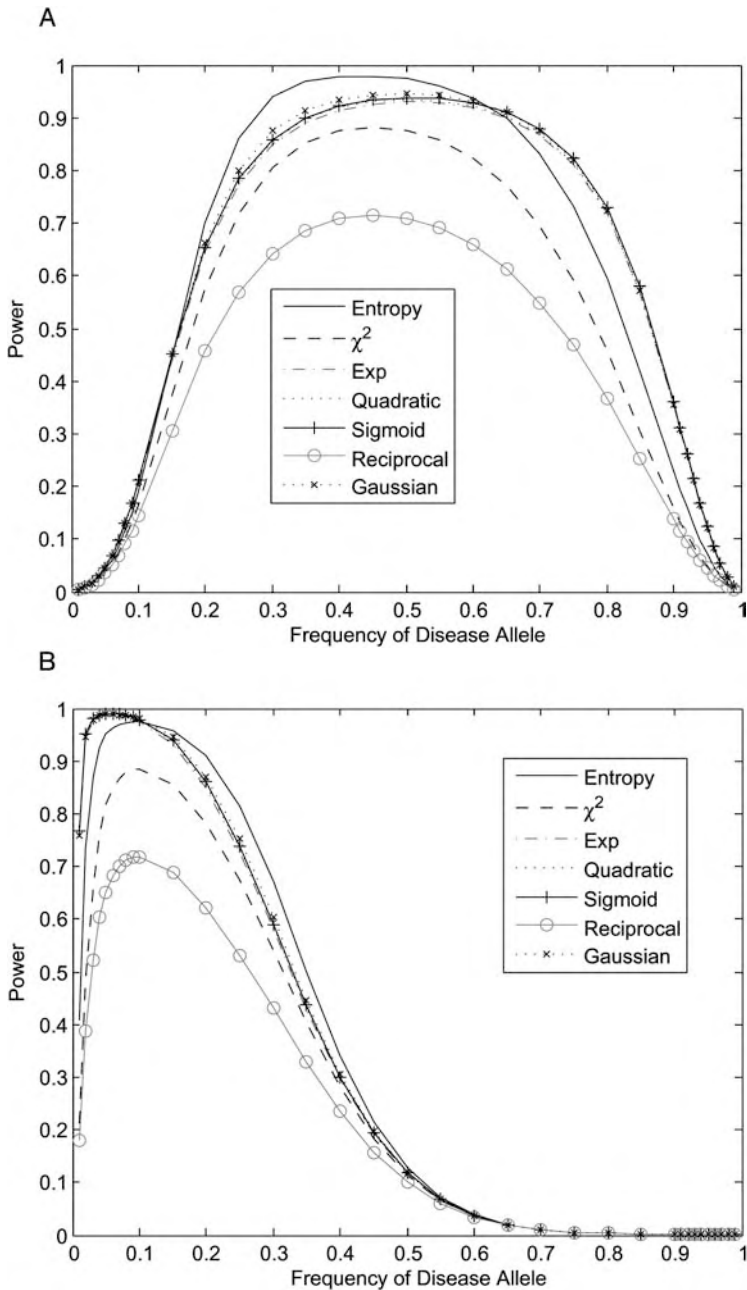 A
1
0.9
0.8
0.7
0.6
0.5
0.4
0.3
0.2
0.1
0
Power
Entropy
χ²
Exp
Quadratic
Sigmoid
Reciprocal
Gaussian
0 0.1 0.2 0.3 0.4 0.5 0.6 0.7 0.8 0.9 1
Frequency of Disease Allele
B
1
0.9
0.8
0.7
0.6
0.5
0.4
0.3
0.2
0.1
0
Power
Entropy
χ²
Exp
Quadratic
Sigmoid
Reciprocal
Gaussian
0 0.1 0.2 0.3 0.4 0.5 0.6 0.7 0.8 0.9 1
Frequency of Disease Allele